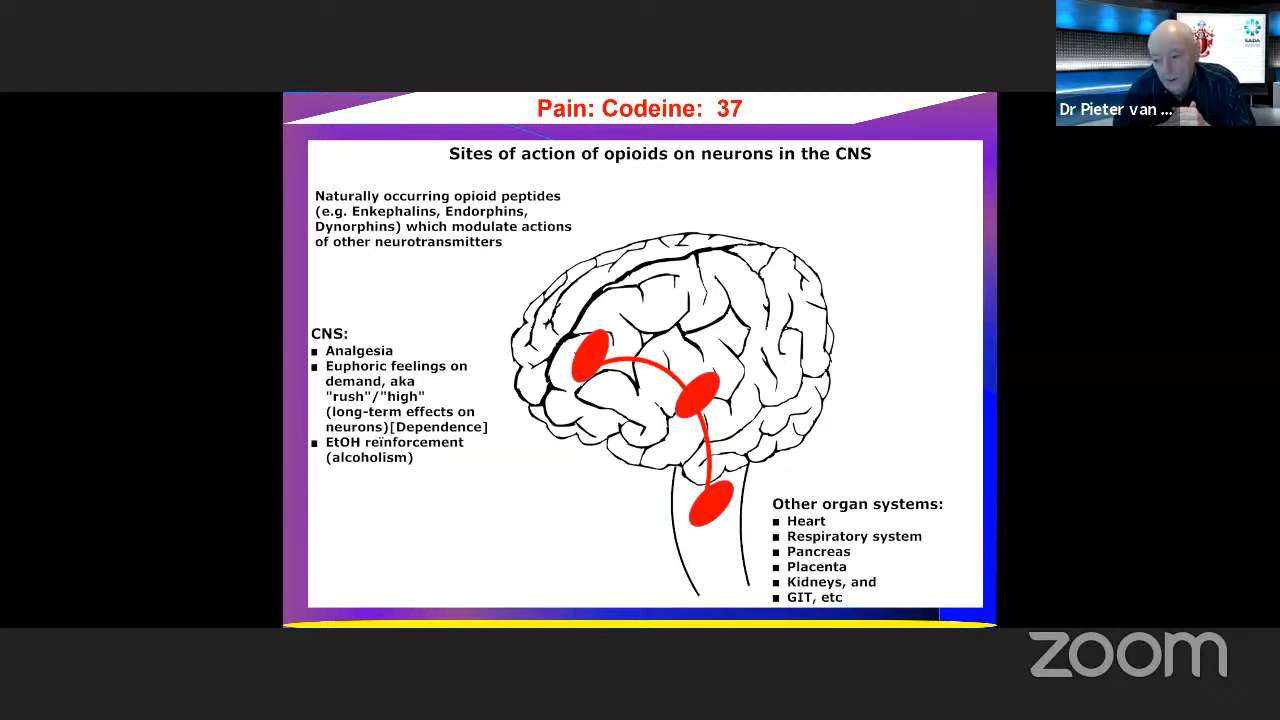 Pain: Codeine: 37
Sites of action of opioids on neurons in the CNS
Naturally occurring opioid peptides
(e.g. Enkephalins, Endorphins,
Dynorphins) which modulate actions
of other neurotransmitters
CNS:
▪ Analgesia
▪ Euphoric feelings on
demand, aka
"rush"/"high"
(long-term effects on
neurons)[Dependence]
▪ EtOH reïnforcement
(alcoholism)
Other organ systems:
▪ Heart
▪ Respiratory system
▪ Pancreas
▪ Placenta
▪ Kidneys, and
▪ GIT, etc
SADA
Dr Pieter van ...
zoom